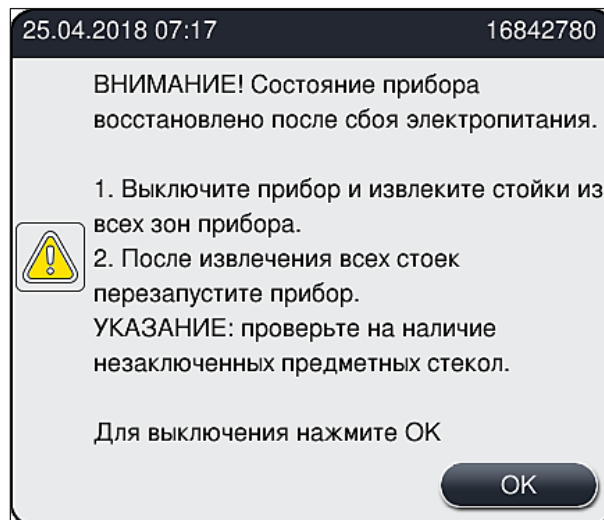 25.04.2018 07:17 16842780
ВНИМАНИЕ! Состояние прибора
восстановлено после сбоя электропитания.
1. Выключите прибор и извлеките стойки из
всех зон прибора.
2. После извлечения всех стоек
перезапустите прибор.
УКАЗАНИЕ: проверьте на наличие
незаключенных предметных стекол.
Для выключения нажмите OK
OK